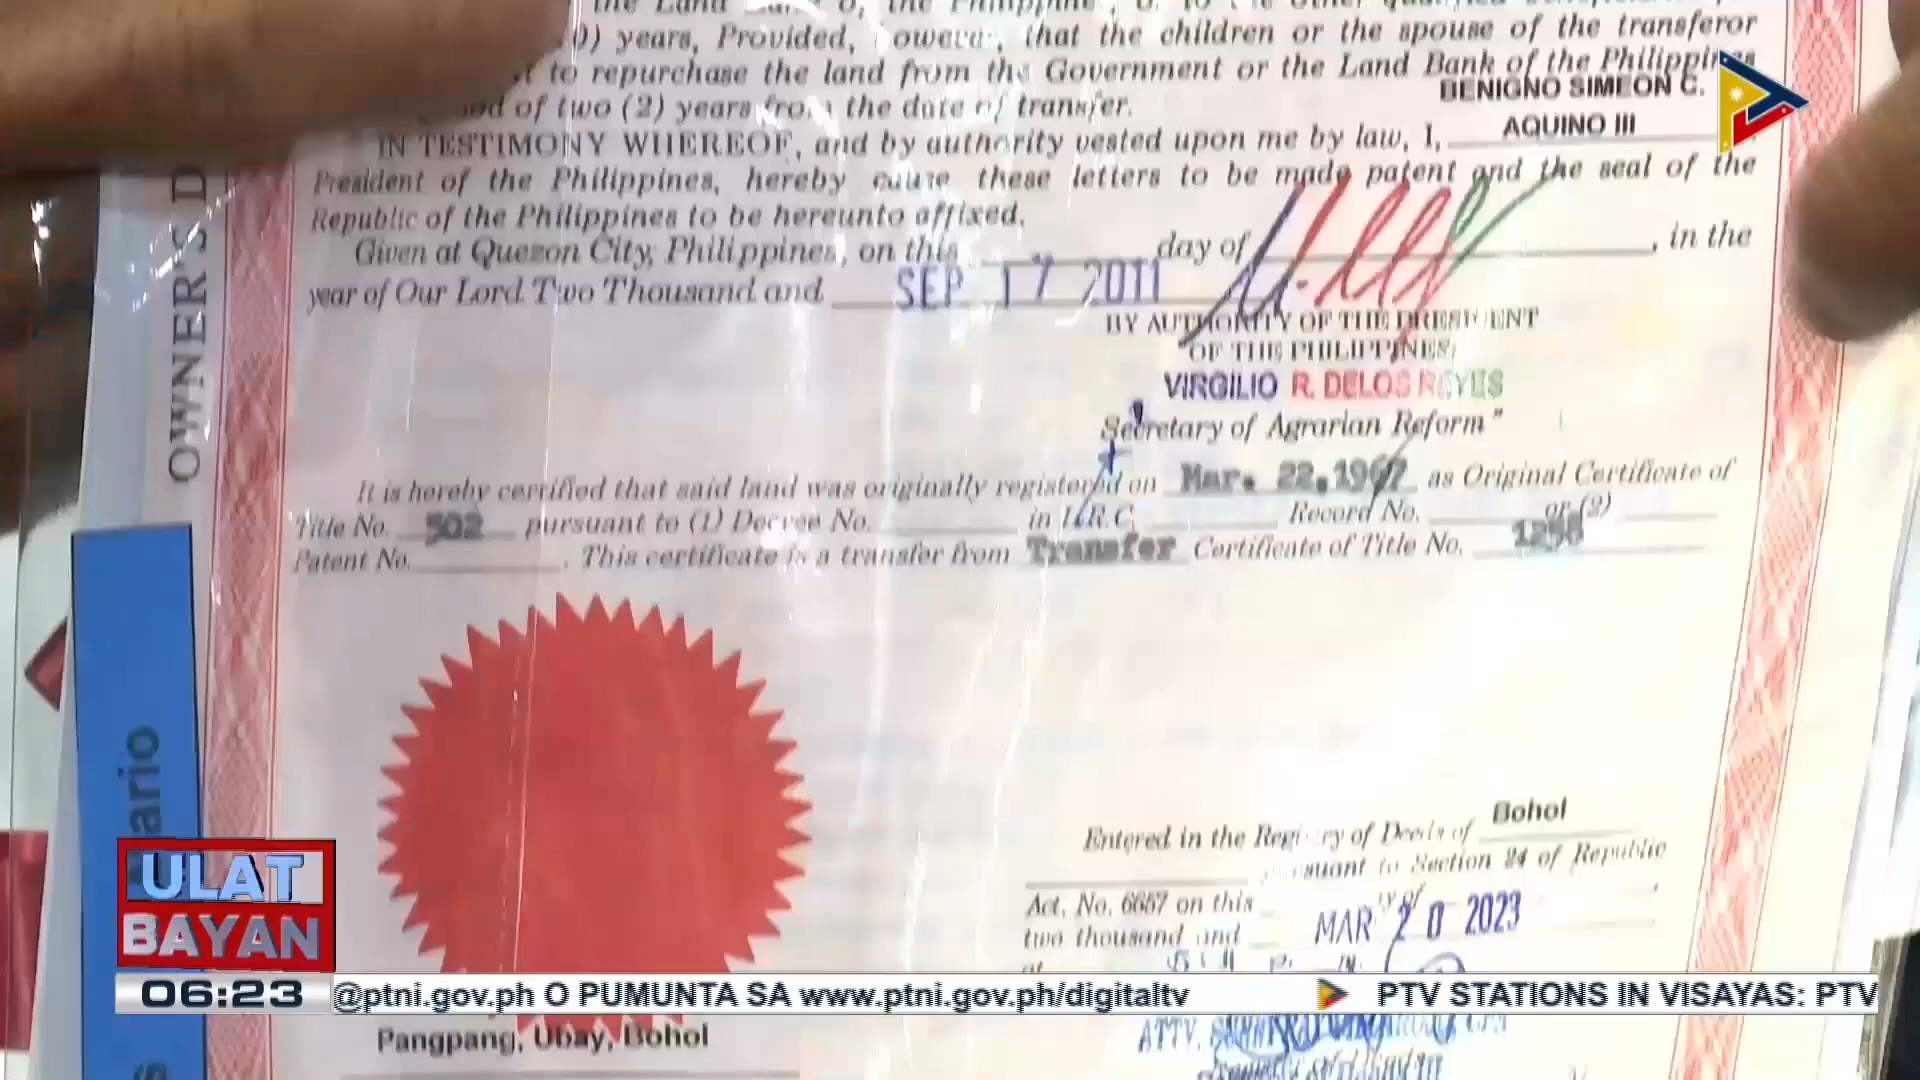 the Land
years, Provided, that the children or the spouse of the transferor
to repurchase the land from the Government or the Land Bank of the Philippines
BENIGNO SIMEON C.
of two (2) years from the date of transfer.
AQUINO III
IN TESTIMONY WHEREOF, and by authority vested upon me by law, I,
President of the Philippines, hereby cause these letters to be made patent and the seal of the
Republic of the Philippines to be hereunto affixed.
Given at Quezon City, Philippines, on this day of , in the
year of Our Lord Two Thousand and SEP 17 2011
BY AUTHORITY OF THE PRESIDENT
OF THE PHILIPPINES
VIRGILIO R. DELOS REYES
Secretary of Agrarian Reform"
It is hereby certified that said land was originally registered on Mar. 22,1967 as Original Certificate of
Title No. 502 pursuant to (1) Decree No. in L.R.C. Record No. or (2)
Patent No. . This certificate is a transfer from Transfer Certificate of Title No.
OWNER'S D
ario
Entered in the Registry of Deeds of Bohol
pursuant to Section 24 of Republic
Act. No. 6657 on this
two thousand and MAR 20 2023
at
ULAT
BAYAN
06:23 @ptni.gov.ph O PUMUNTA SA www.ptni.gov.ph/digitaltv PTV STATIONS IN VISAYAS: PTV
Pangpang, Ubay, Bohol
ATTY.